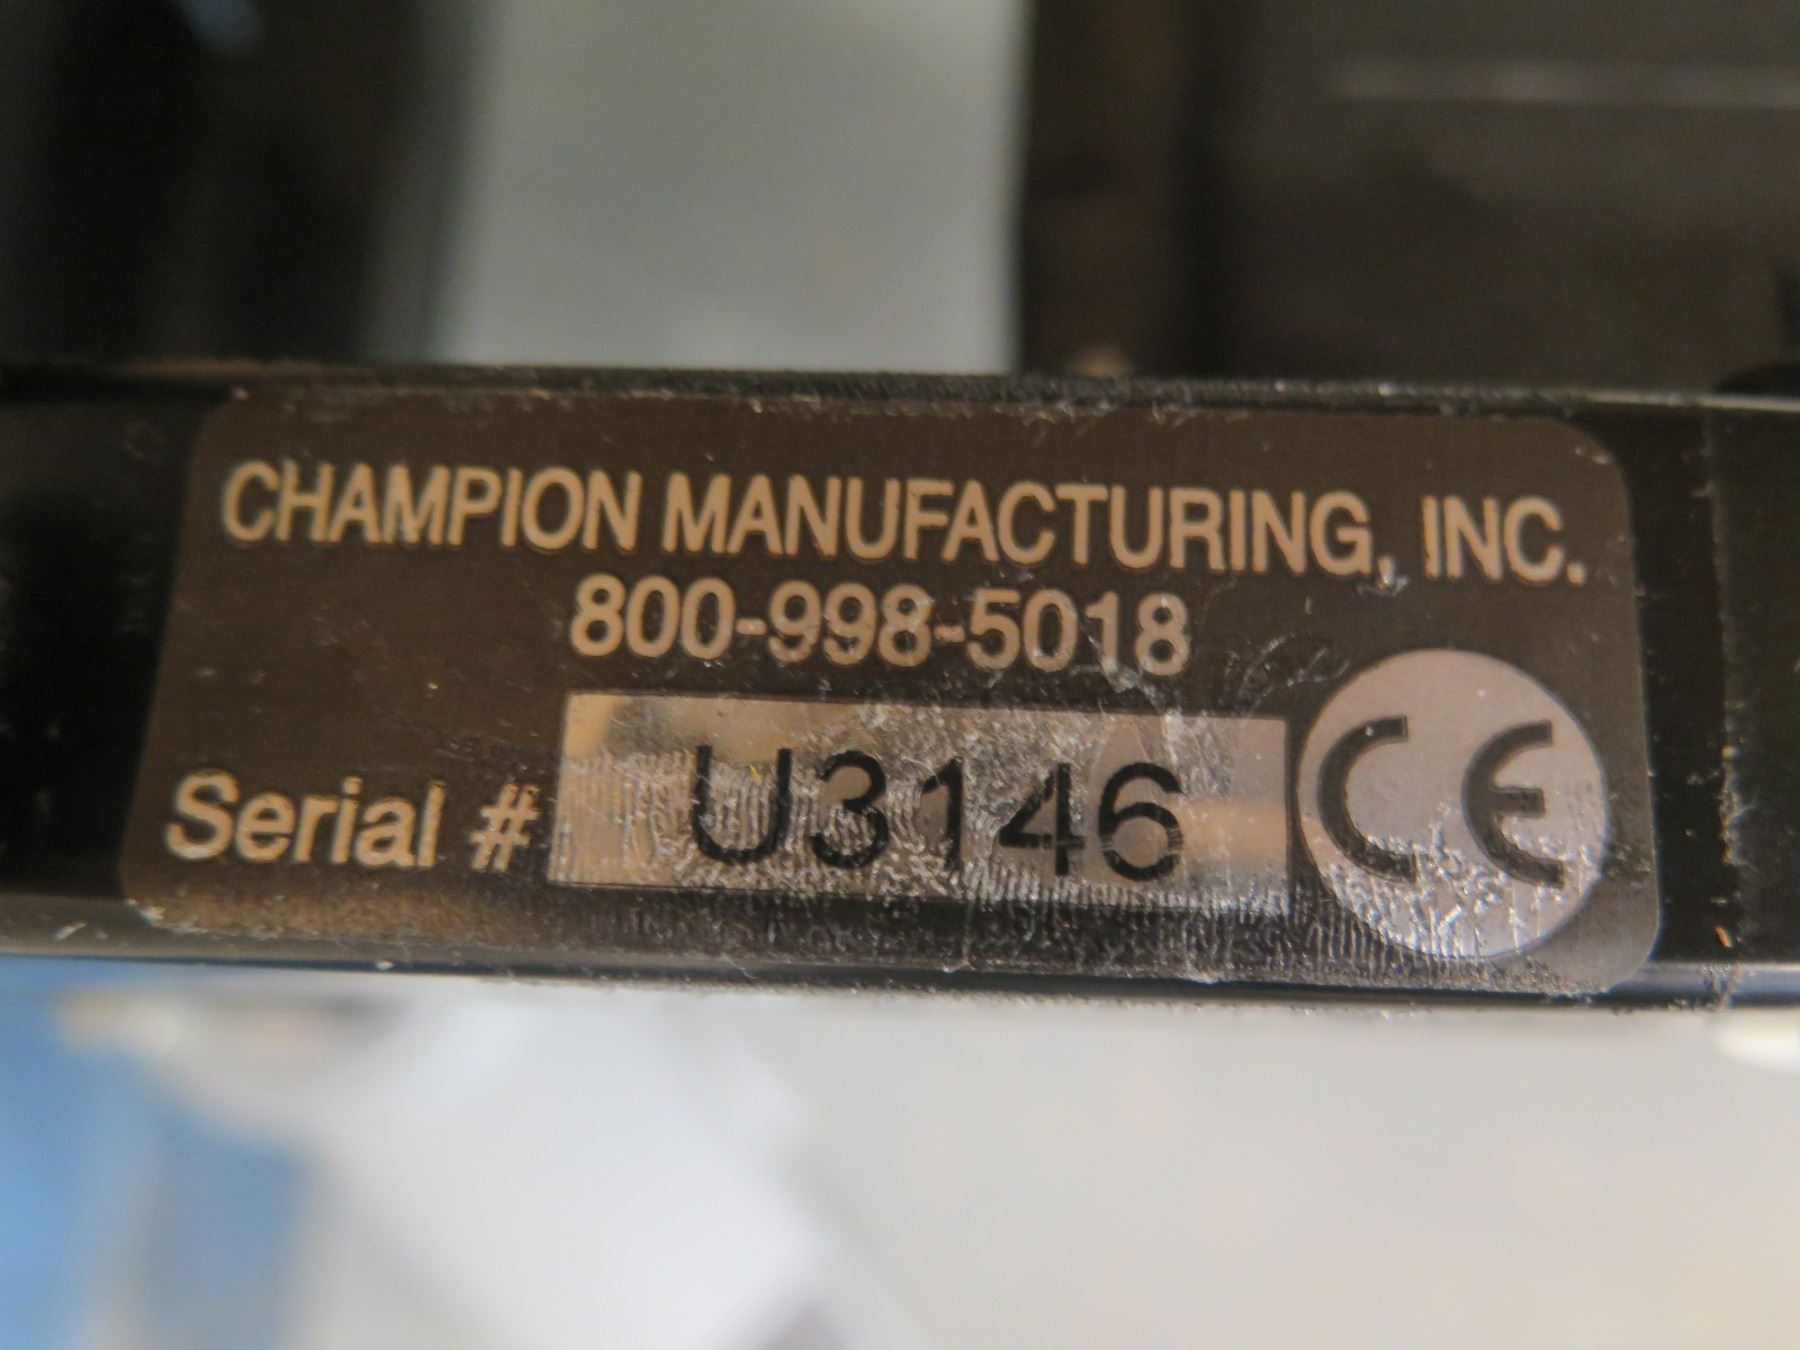 CHAMPION MANUFACTURING, INC.
800-998-5018
Serial # U3146 CE